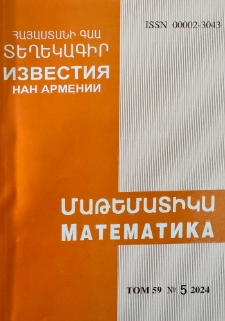 ISSN 00002-3043
ՀԱՅԱՍՏԱՆԻ ԳԱԱ
ՏԵՂԵԿԱԳԻՐ
ИЗВЕСТИЯ
НАН АРМЕНИИ
ՄԱԹԵՄԱՏԻԿԱ
МАТЕМАТИКА
ТОМ 59 № 5 2024